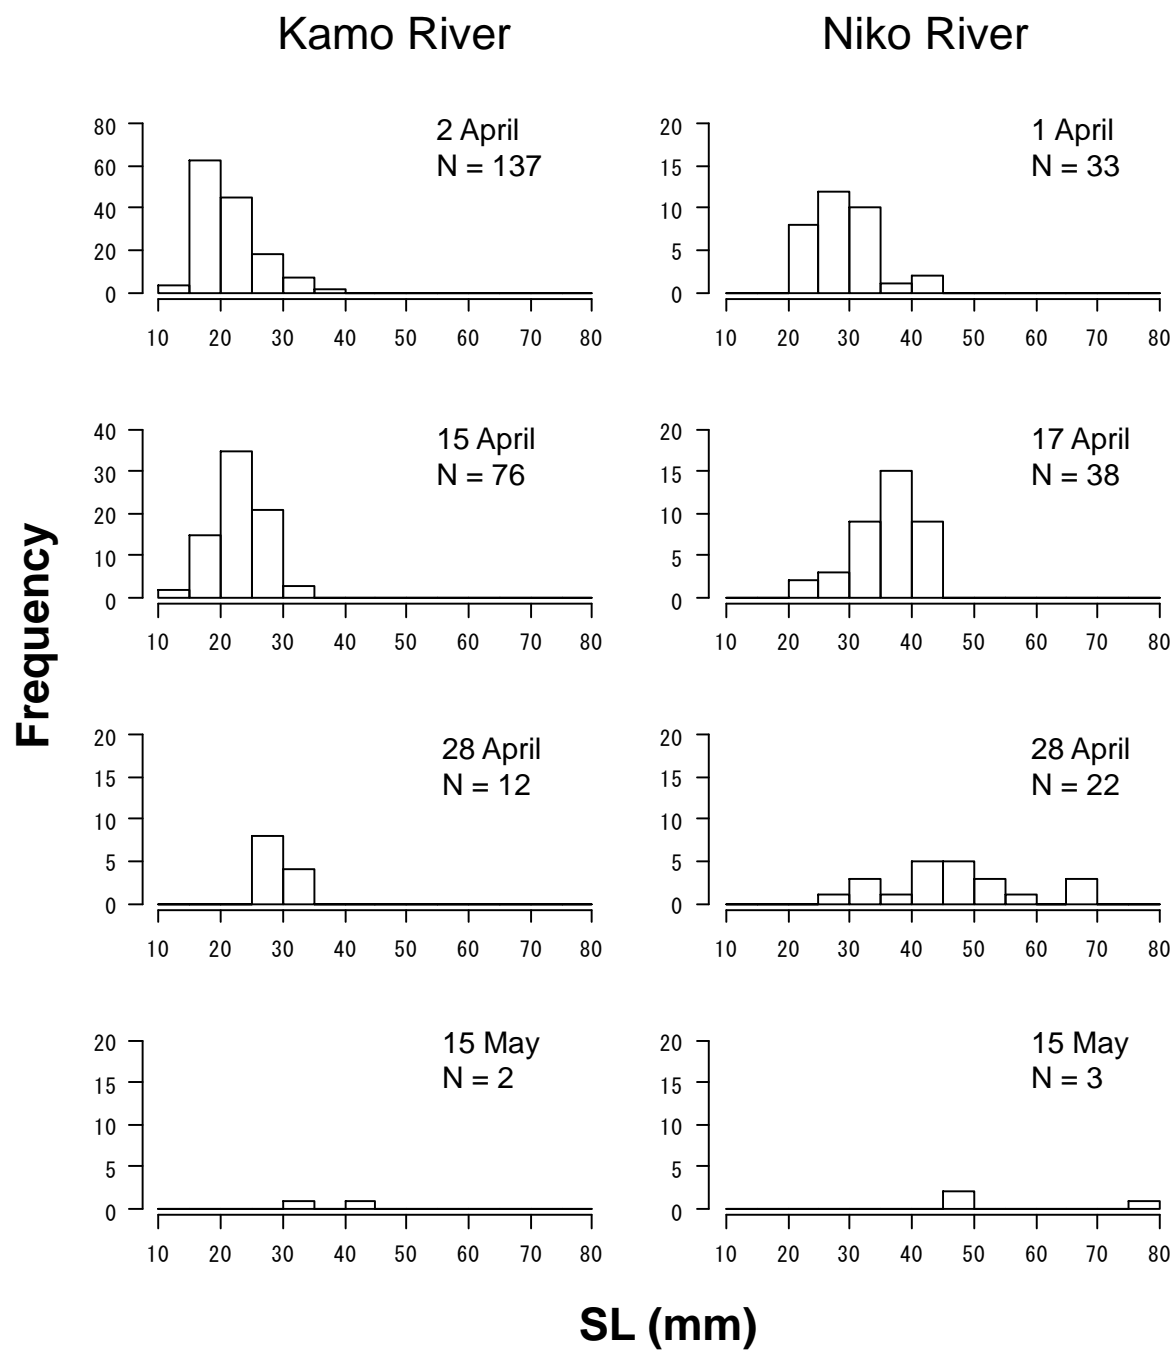 Kamo River
Niko River
80
60
40
20
0
2 April
N = 137
10 20 30 40 50 60 70 80
20
15
10
5
0
1 April
N = 33
10 20 30 40 50 60 70 80
40
30
20
10
0
15 April
N = 76
10 20 30 40 50 60 70 80
20
15
10
5
0
17 April
N = 38
10 20 30 40 50 60 70 80
20
15
10
5
0
28 April
N = 12
10 20 30 40 50 60 70 80
20
15
10
5
0
28 April
N = 22
10 20 30 40 50 60 70 80
20
15
10
5
0
15 May
N = 2
10 20 30 40 50 60 70 80
20
15
10
5
0
15 May
N = 3
10 20 30 40 50 60 70 80
Frequency
SL (mm)